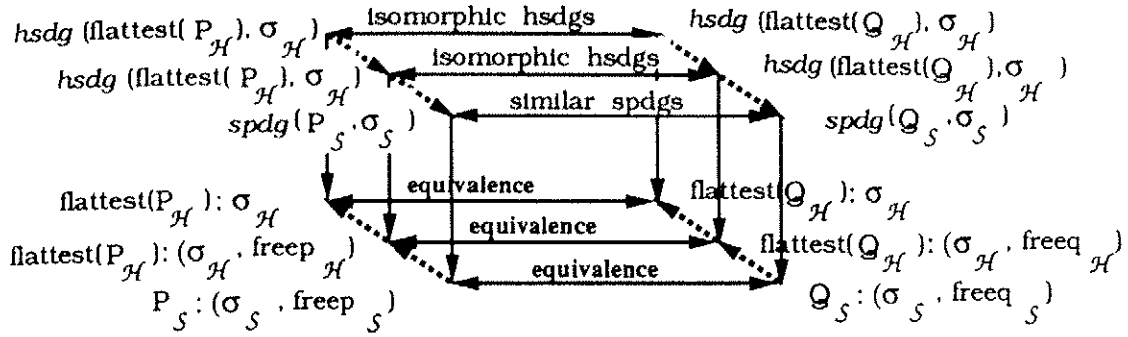 hsdg (flattest( P_H), σ_H) isomorphic hsdgs hsdg (flattest(Q_H), σ_H)
hsdg (flattest( P_H), σ_H) isomorphic hsdgs hsdg (flattest(Q_H),σ_H)
spdg(P_S,σ_S) similar spdgs spdg(Q_S,σ_S)
flattest(P_H): σ_H equivalence flattest(Q_H): σ_H
flattest(P_H): (σ_H, freep_H) equivalence flattest(Q_H): (σ_H, freeq_H)
P_S: (σ_S, freep_S) equivalence Q_S: (σ_S, freeq_S)